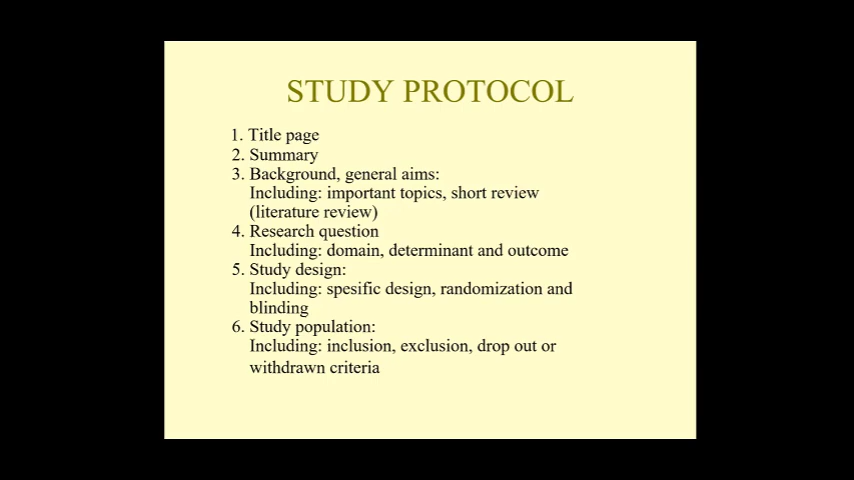 STUDY PROTOCOL
1. Title page
2. Summary
3. Background, general aims:
Including: important topics, short review
(literature review)
4. Research question
Including: domain, determinant and outcome
5. Study design:
Including: spesific design, randomization and
blinding
6. Study population:
Including: inclusion, exclusion, drop out or
withdrawn criteria